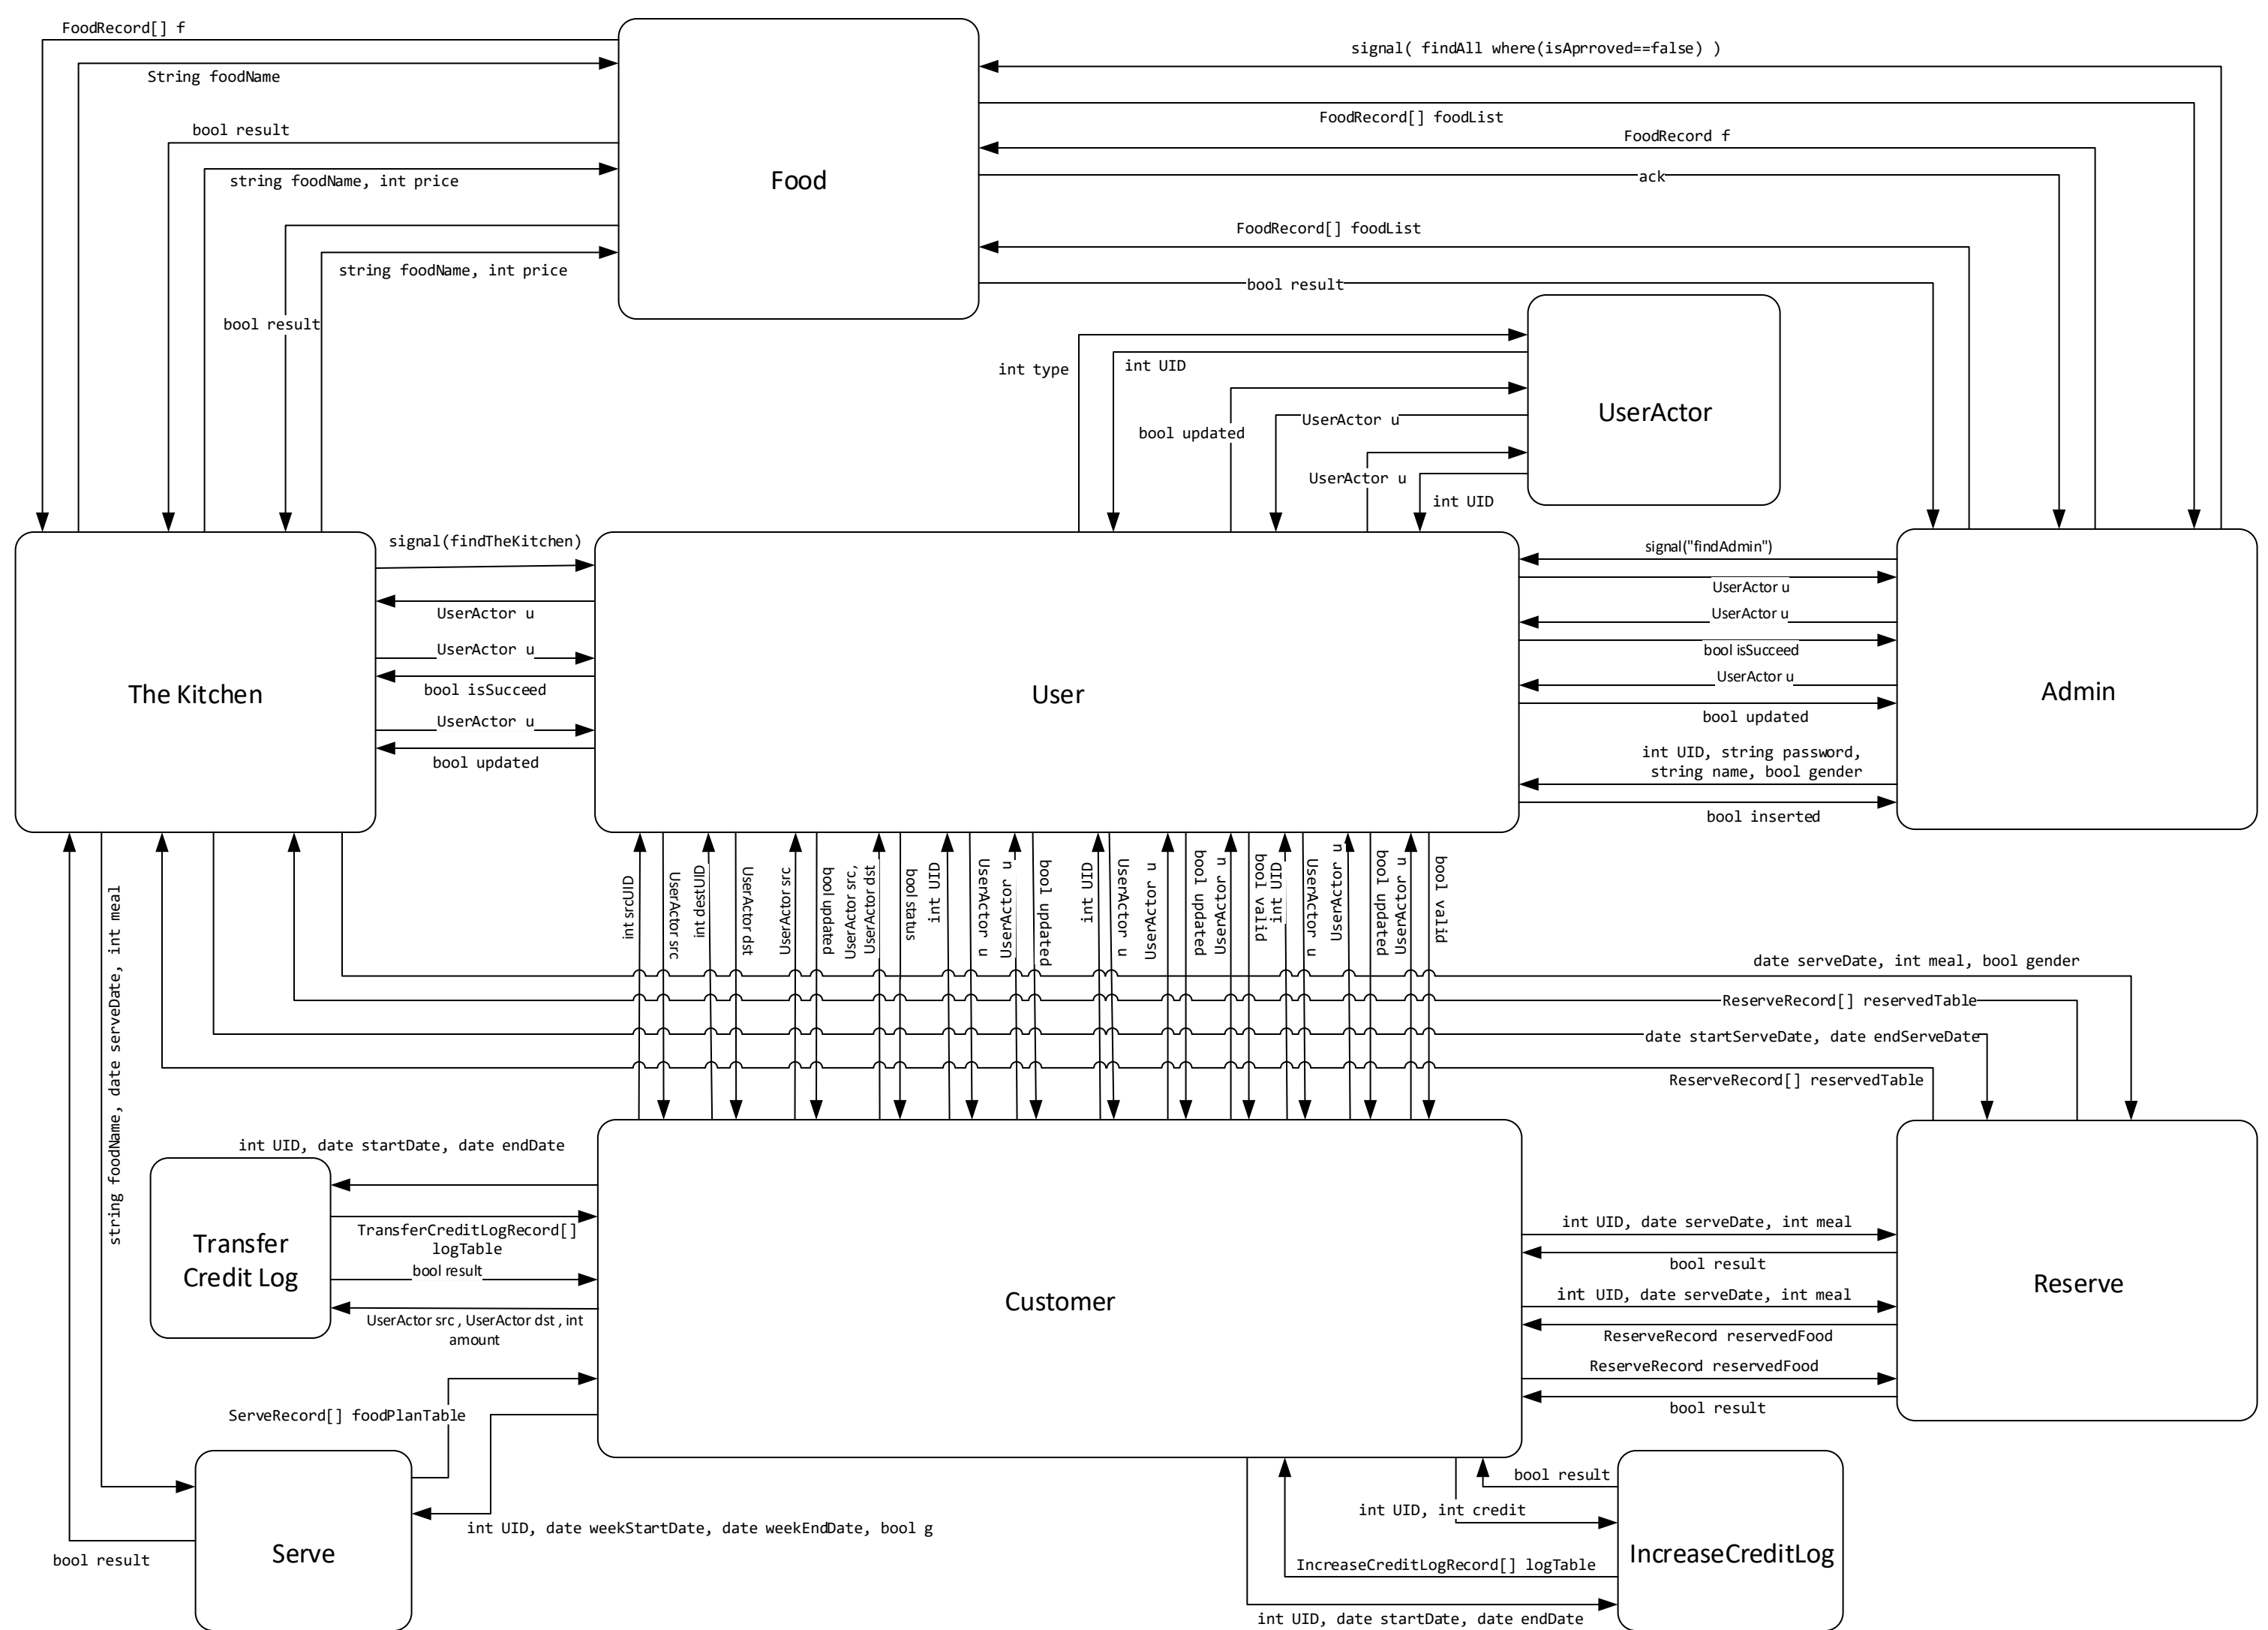 FoodRecord[] f
String foodName
bool result
string foodName, int price
string foodName, int price
bool result
Food
signal( findAll where(isAprroved==false) )
FoodRecord[] foodList
FoodRecord f
ack
FoodRecord[] foodList
bool result
int type
int UID
bool updated
UserActor u
UserActor u
int UID
UserActor
The Kitchen
signal(findTheKitchen)
UserActor u
UserActor u
bool isSucceed
UserActor u
bool updated
User
signal("findAdmin")
UserActor u
UserActor u
bool isSucceed
UserActor u
bool updated
int UID, string password,
string name, bool gender
bool inserted
Admin
int srcUID
UserActor src
int destUID
UserActor dst
UserActor src
bool updated
UserActor src,
UserActor dst
bool status
int UID
UserActor u
UserActor u
bool updated
int UID
UserActor u
UserActor u
bool updated
UserActor u
bool valid
int UID
UserActor u
UserActor u
bool updated
UserActor u
bool valid
string foodName, date serveDate, int meal
date serveDate, int meal, bool gender
ReserveRecord[] reservedTable
date startServeDate, date endServeDate
ReserveRecord[] reservedTable
int UID, date startDate, date endDate
Transfer
Credit Log
TransferCreditLogRecord[]
logTable
bool result
UserActor src , UserActor dst , int
amount
Customer
int UID, date serveDate, int meal
bool result
int UID, date serveDate, int meal
ReserveRecord reservedFood
ReserveRecord reservedFood
bool result
Reserve
ServeRecord[] foodPlanTable
int UID, date weekStartDate, date weekEndDate, bool g
Serve
bool result
bool result
int UID, int credit
IncreaseCreditLogRecord[] logTable
int UID, date startDate, date endDate
IncreaseCreditLog